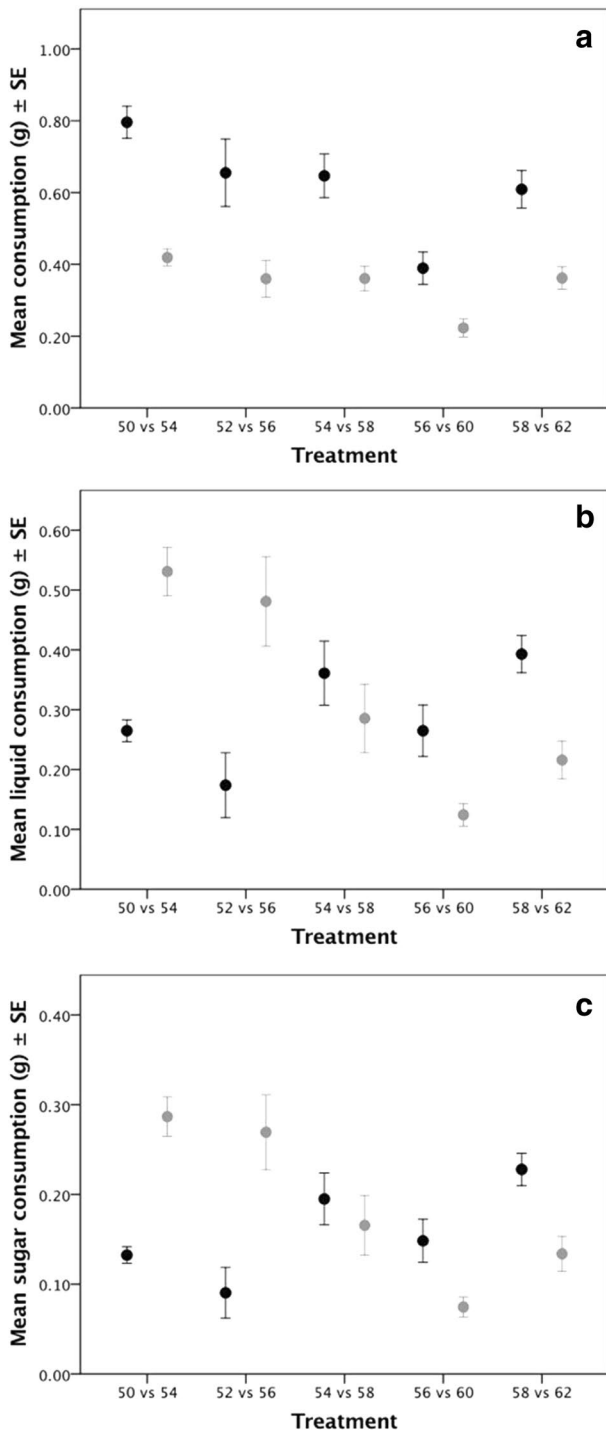 a
Mean consumption (g) ± SE
1.00
0.80
0.60
0.40
0.20
0.00
50 vs 54 52 vs 56 54 vs 58 56 vs 60 58 vs 62
Treatment
b
Mean liquid consumption (g) ± SE
0.60
0.50
0.40
0.30
0.20
0.10
0.00
50 vs 54 52 vs 56 54 vs 58 56 vs 60 58 vs 62
Treatment
c
Mean sugar consumption (g) ± SE
0.40
0.30
0.20
0.10
0.00
50 vs 54 52 vs 56 54 vs 58 56 vs 60 58 vs 62
Treatment